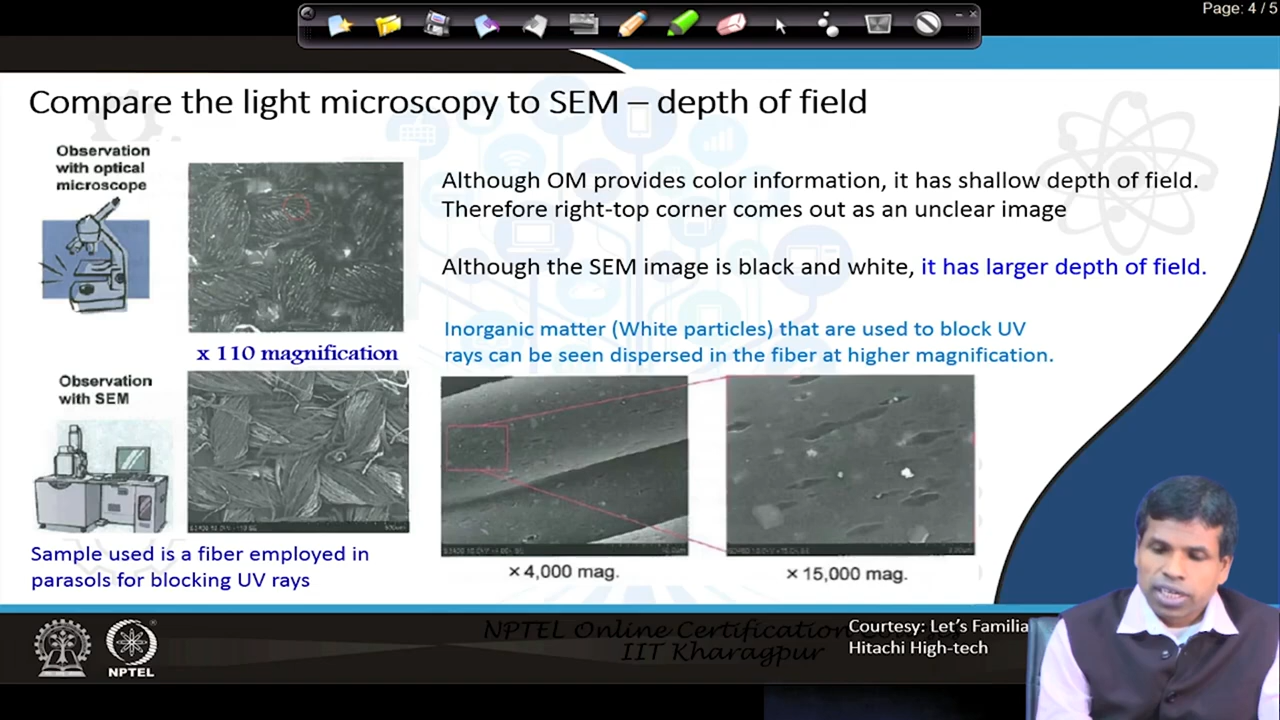 Page: 4 / 5
Compare the light microscopy to SEM – depth of field
Observation
with optical
microscope
Although OM provides color information, it has shallow depth of field.
Therefore right-top corner comes out as an unclear image
Although the SEM image is black and white, it has larger depth of field.
x 110 magnification
Inorganic matter (White particles) that are used to block UV
rays can be seen dispersed in the fiber at higher magnification.
Observation
with SEM
Sample used is a fiber employed in
parasols for blocking UV rays
×4,000 mag.
×15,000 mag.
NPTEL
NPTEL Online Certification
IIT Kharagpur
Courtesy: Let's Familia
Hitachi High-tech